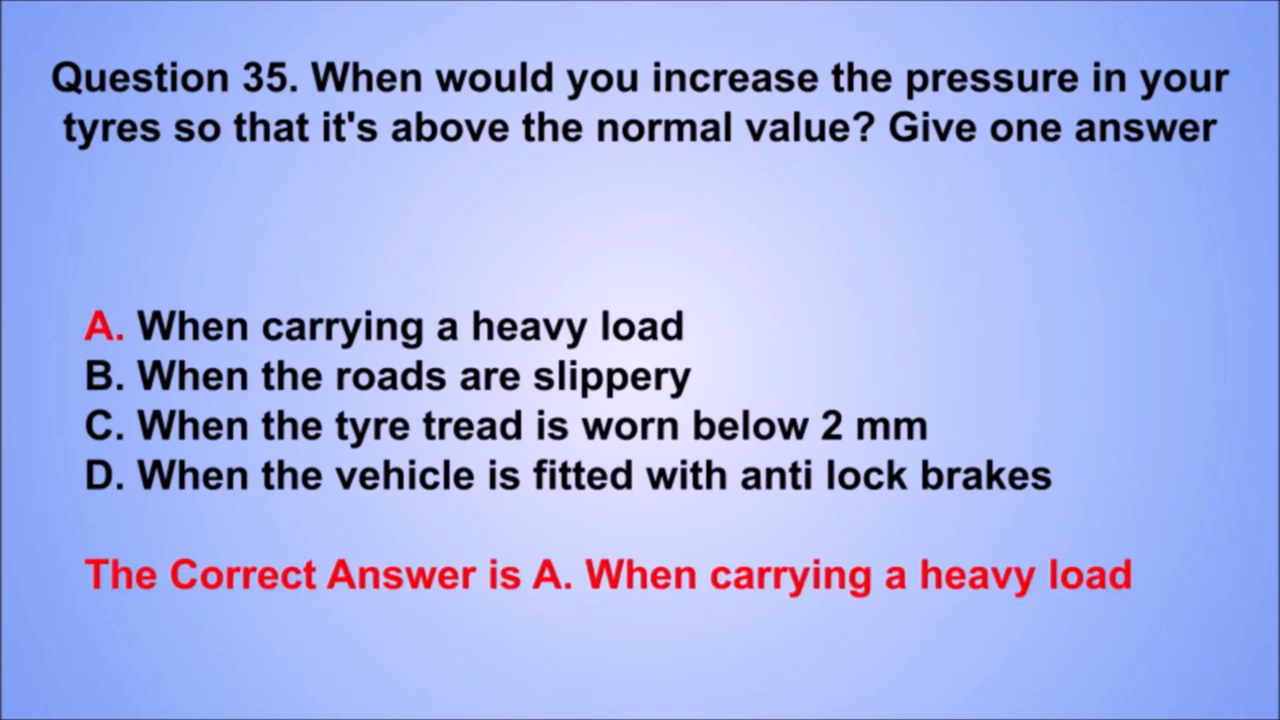 Question 35. When would you increase the pressure in your
tyres so that it's above the normal value? Give one answer
A. When carrying a heavy load
B. When the roads are slippery
C. When the tyre tread is worn below 2 mm
D. When the vehicle is fitted with anti lock brakes
The Correct Answer is A. When carrying a heavy load